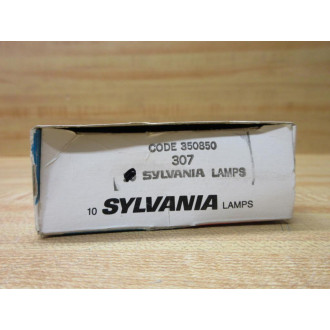 CODE 350850
307
SYLVANIA LAMPS
10 SYLVANIA LAMPS